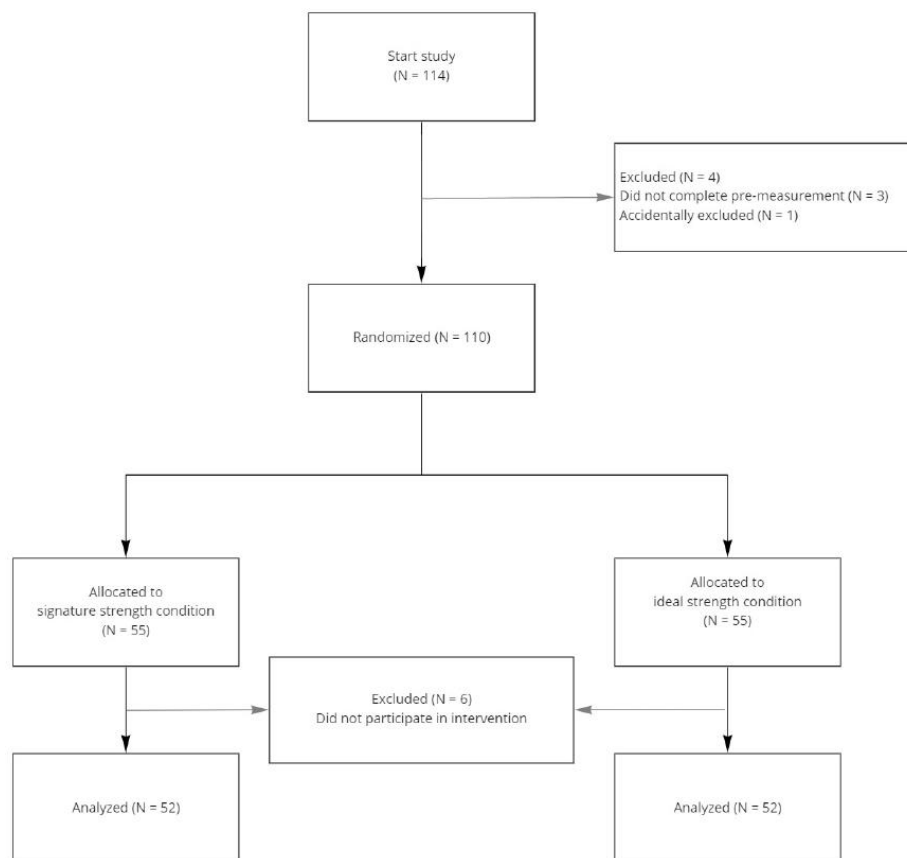 Start study
(N = 114)
Excluded (N = 4)
Did not complete pre-measurement (N = 3)
Accidentally excluded (N = 1)
Randomized (N = 110)
Allocated to
signature strength condition
(N = 55)
Allocated to
ideal strength condition
(N = 55)
Excluded (N = 6)
Did not participate in intervention
Analyzed (N = 52)
Analyzed (N = 52)